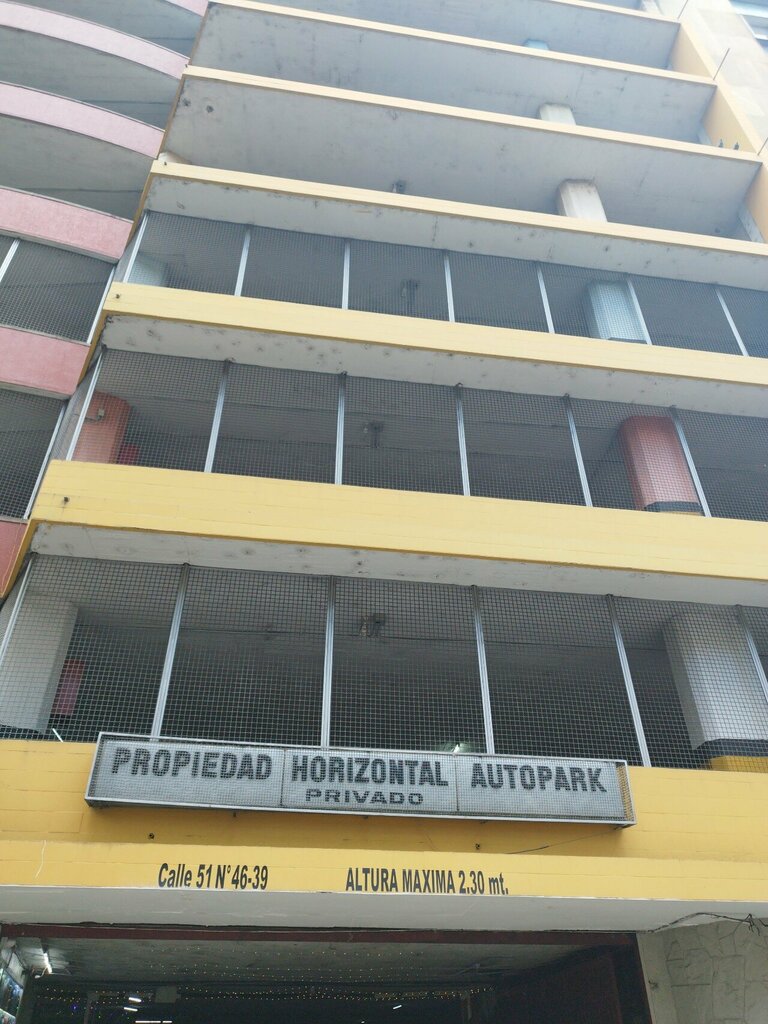 PROPIEDAD HORIZONTAL AUTOPARK
PRIVADO
Calle 51 N° 46-39 ALTURA MAXIMA 2.30 mt.